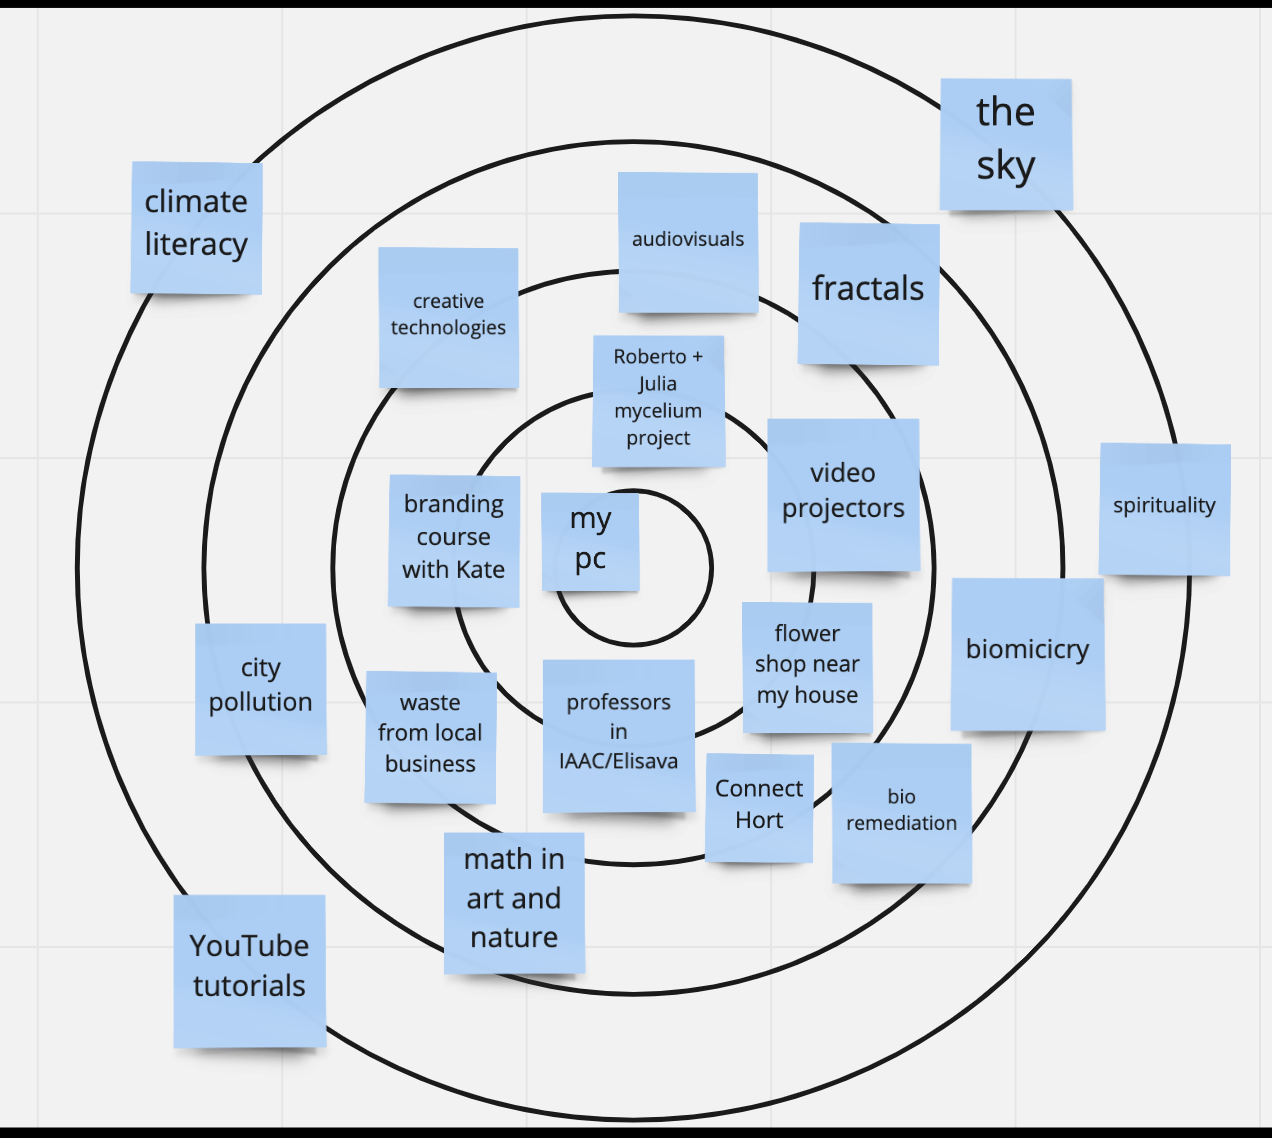 the
sky
climate
literacy
audiovisuals
fractals
creative
technologies
Roberto +
Julia
mycelium
project
video
projectors
spirituality
branding
course
with Kate
my
pc
flower
shop near
my house
biomicicry
city
pollution
waste
from local
business
professors
in
IAAC/Elisava
Connect
Hort
bio
remediation
math in
art and
nature
YouTube
tutorials